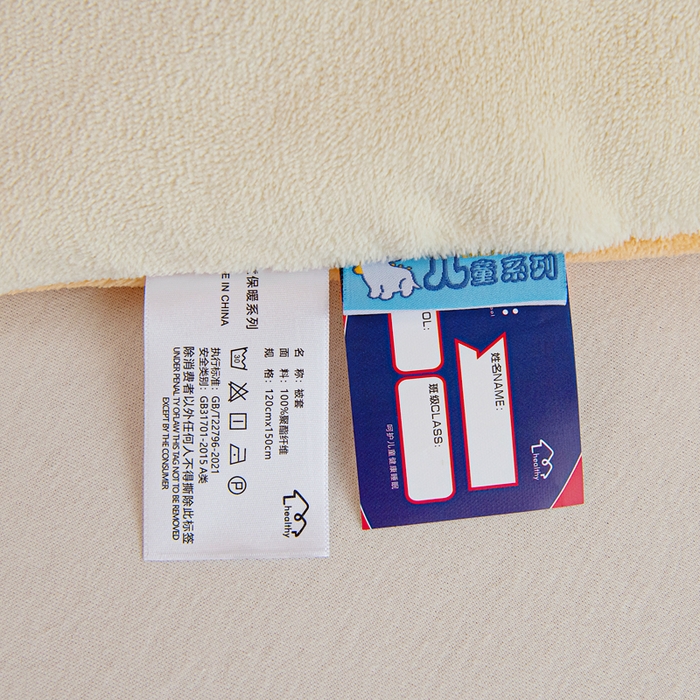 保暖系列
E IN CHINA
名 称：被套
面 料：100%聚酯纤维
规 格：120cmx150cm
30
P
执行标准：GB/T22796-2021
安全类别：GB31701-2015 A类
除消费者以外任何人不得撕除此标签
UNDER PENALTY OFLAW THIS TAG NOT TO BE REMOVED
EXCEPT BY THE CONSUMER
healthy
儿童系列
姓名NAME:
OL:
班级CLASS:
呵护儿童健康睡眠
healthy